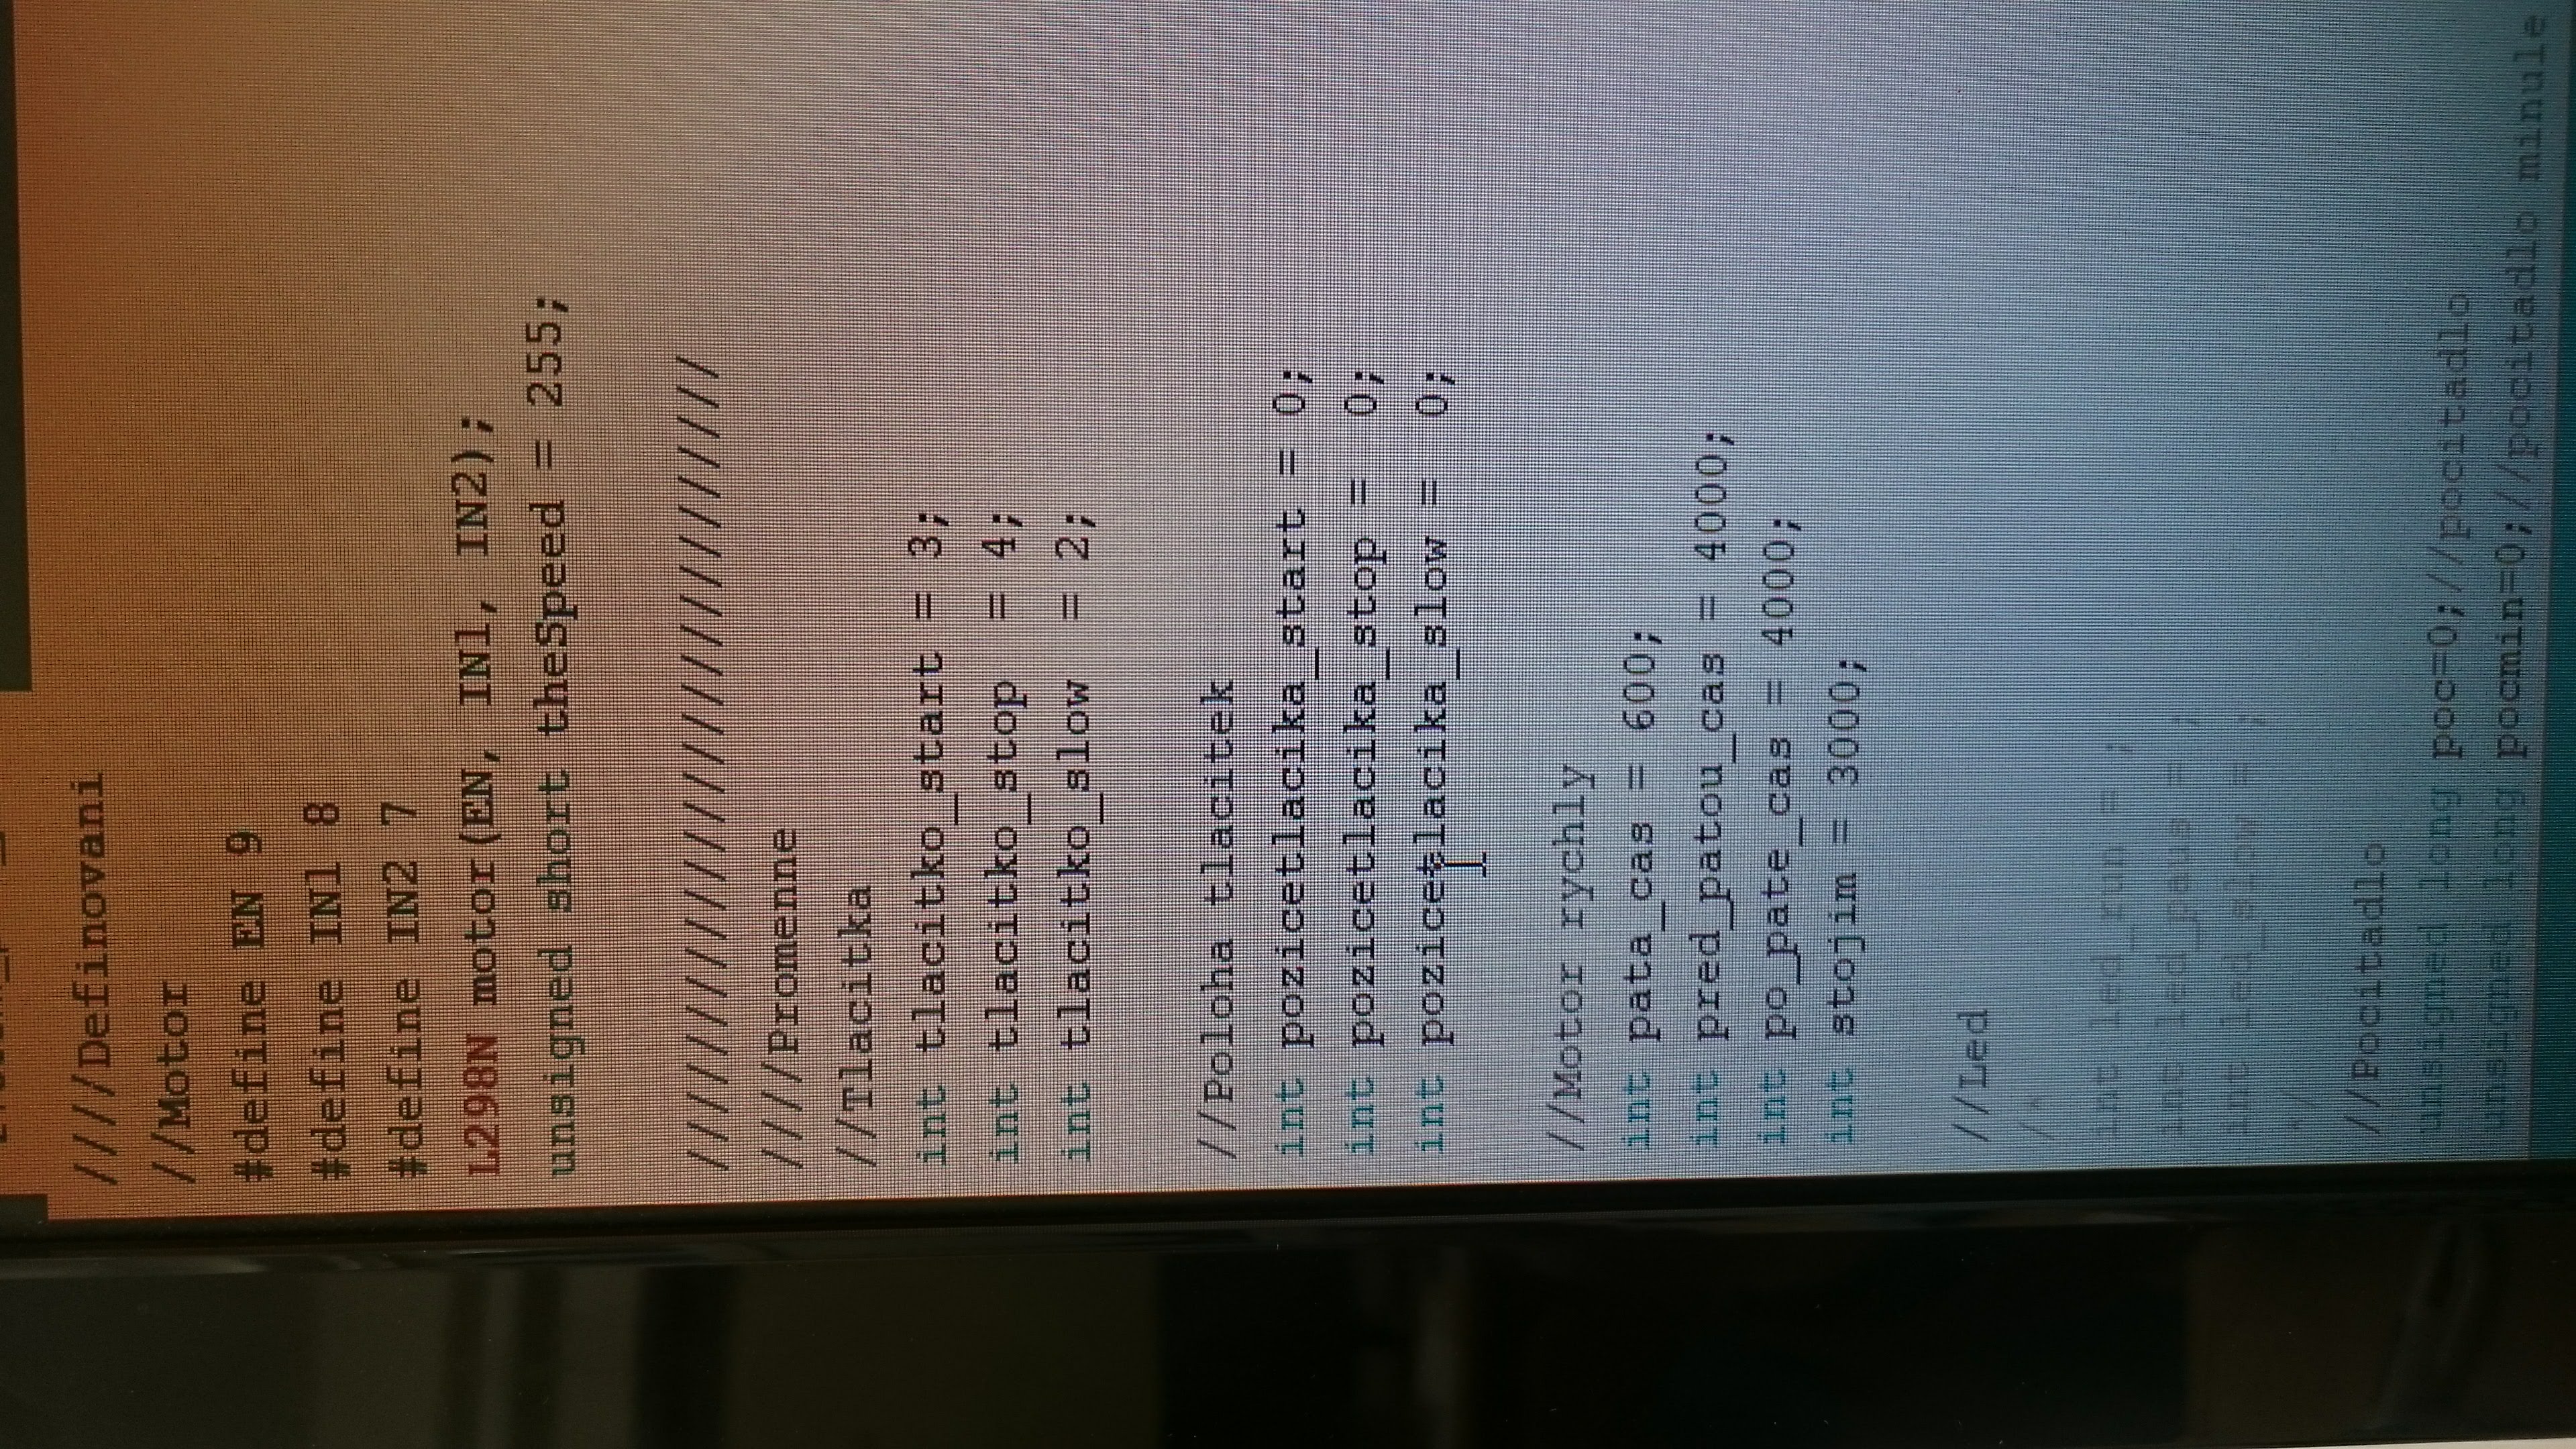 ////Definovani
//Motor
#define EN 9
#define IN1 8
#define IN2 7
L298N motor(EN, IN1, IN2);
unsigned short theSpeed = 255;
////////////////////////////
////Promenne
//Tlacitka
int tlacitko_start = 3;
int tlacitko_stop  = 4;
int tlacitko_slow  = 2;
//Poloha tlacitek
int pozicetlacika_start = 0;
int pozicetlacika_stop =  0;
int pozicetlacika_slow =  0;
//Motor rychly
int pata_cas = 600;
int pred_patou_cas = 4000;
int po_pate_cas = 4000;
int stojim = 3000;
//Led
/*
int led_run = ;
int led_paus = ;
int led_slow = ;
*/
//Pocitadlo
unsigned long poc=0;//pocitadlo
unsigned long pocmin=0;//pocitadlo minule